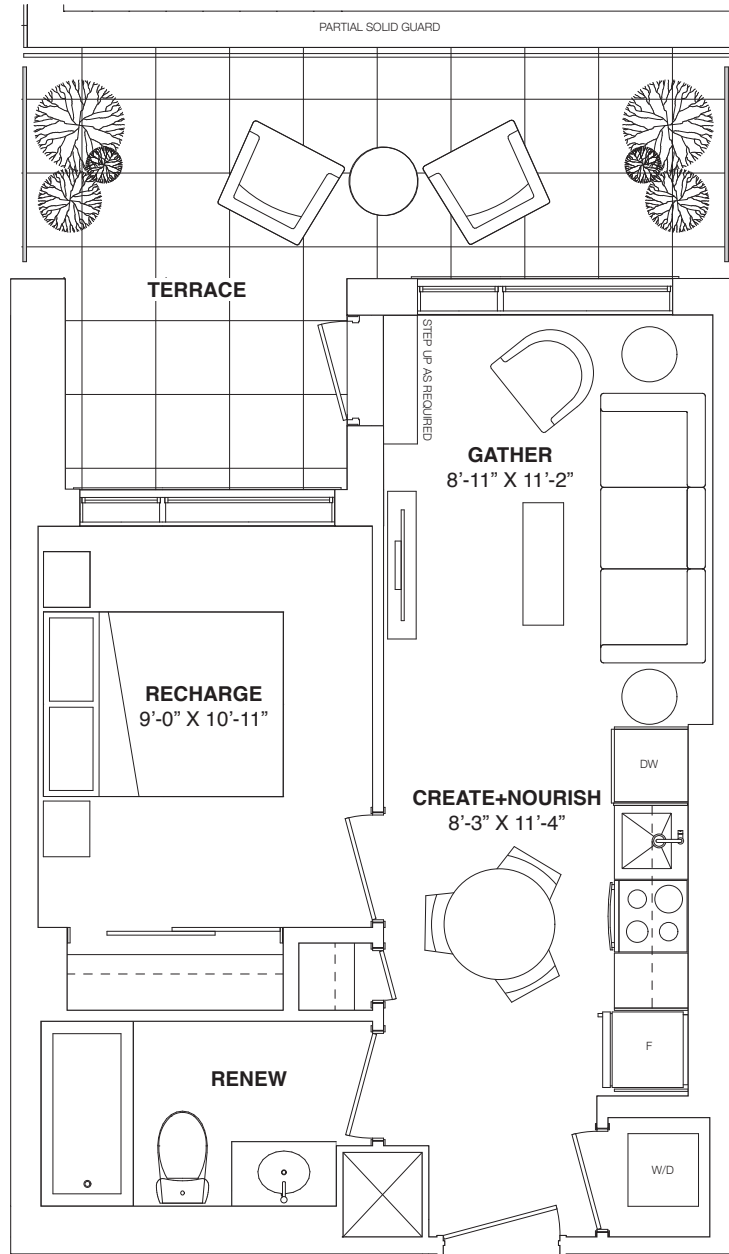 PARTIAL SOLID GUARD
TERRACE
STEP UP AS REQUIRED
GATHER
8’-11” X 11’-2”
RECHARGE
9’-0” X 10’-11”
DW
CREATE+NOURISH
8’-3” X 11’-4”
F
RENEW
W/D